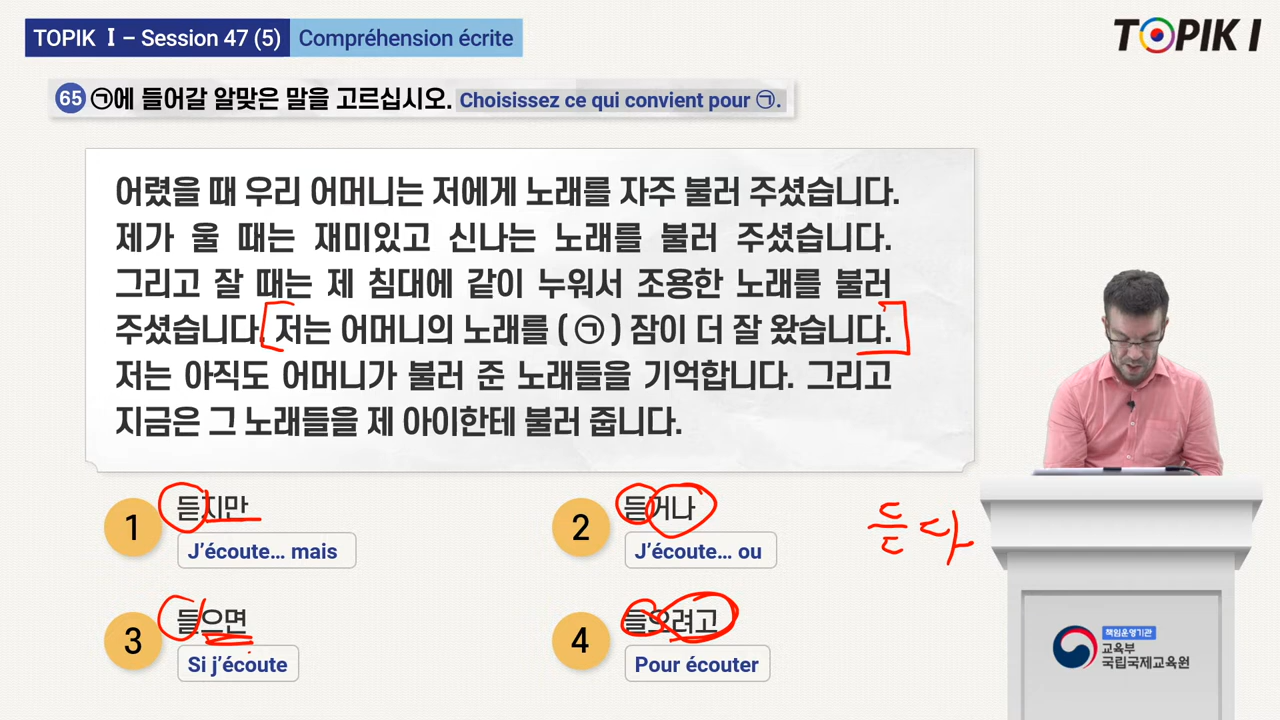 TOPIK Ⅰ – Session 47 (5) Compréhension écrite
TOPIK I
65 ㉠에 들어갈 알맞은 말을 고르십시오. Choisissez ce qui convient pour ㉠.
어렸을 때 우리 어머니는 저에게 노래를 자주 불러 주셨습니다.
제가 울 때는 재미있고 신나는 노래를 불러 주셨습니다.
그리고 잘 때는 제 침대에 같이 누워서 조용한 노래를 불러
주셨습니다. 저는 어머니의 노래를 ( ㉠ ) 잠이 더 잘 왔습니다.
저는 아직도 어머니가 불러 준 노래들을 기억합니다. 그리고
지금은 그 노래들을 제 아이한테 불러 줍니다.
1 듣지만
J’écoute... mais
2 듣거나
J’écoute... ou
듣다
3 들으면
Si j’écoute
4 들으려고
Pour écouter
책임운영기관
교육부
국립국제교육원